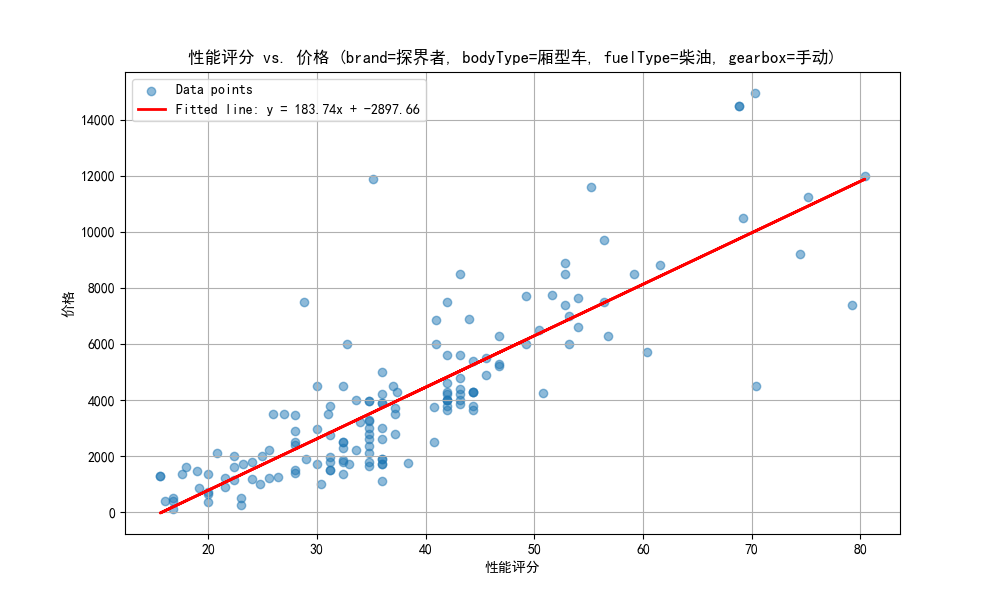 性能评分 vs. 价格 (brand=探界者, bodyType=厢型车, fuelType=柴油, gearbox=手动)
Data points
Fitted line: y = 183.74x + -2897.66
价格
14000
12000
10000
8000
6000
4000
2000
0
20 30 40 50 60 70 80
性能评分